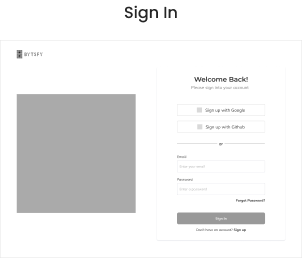 Sign In
BYTSFY
Welcome Back!
Please sign into your account
Sign up with Google
Sign up with Github
or
Email
Enter your email
Password
Enter a password
Forgot Password?
Sign In
Don't have an account? Sign up